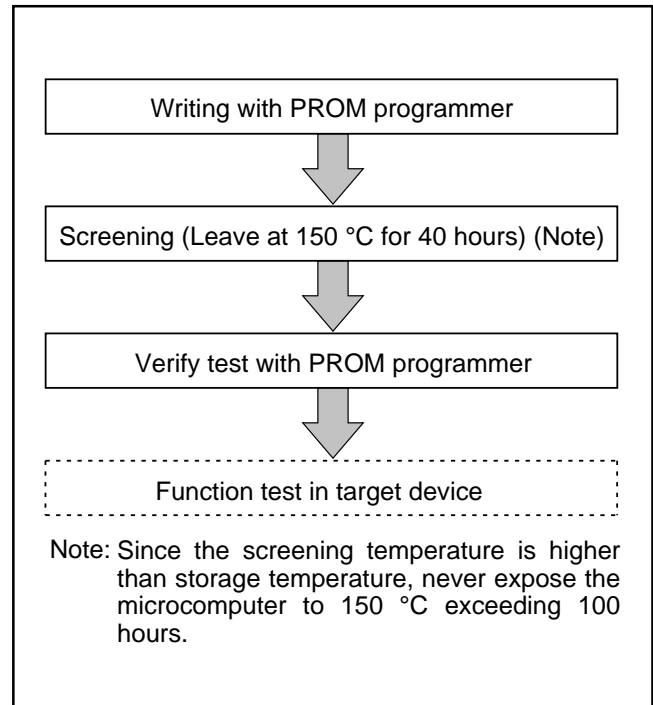 Writing with PROM programmer
Screening (Leave at 150 °C for 40 hours) (Note)
Verify test with PROM programmer
Function test in target device
Note: Since the screening temperature is higher
than storage temperature, never expose the
microcomputer to 150 °C exceeding 100
hours.